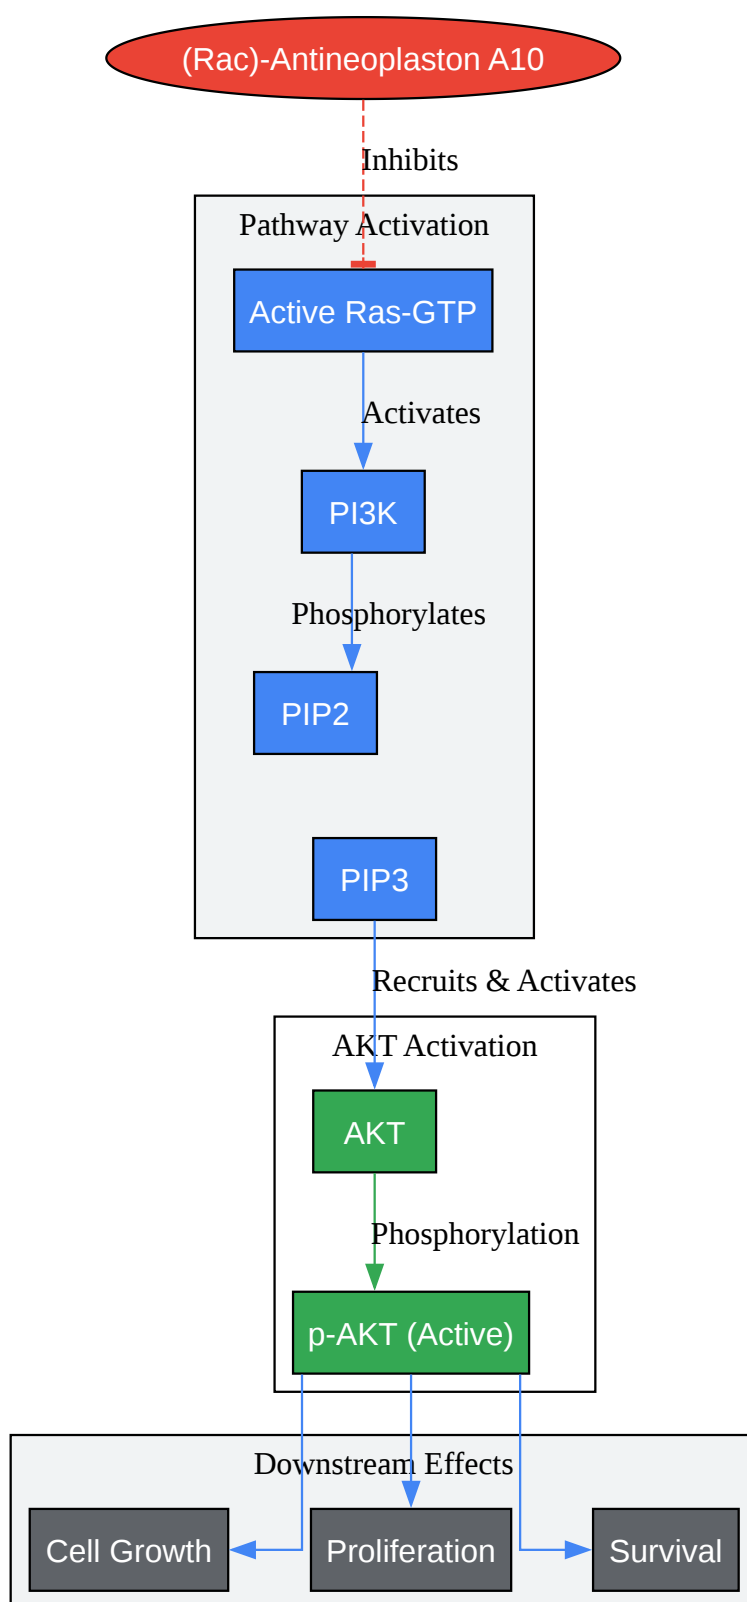 (Rac)-Antineoplaston A10
Inhibits
Pathway Activation
Active Ras-GTP
Activates
PI3K
Phosphorylates
PIP2
PIP3
Recruits & Activates
AKT Activation
AKT
Phosphorylation
p-AKT (Active)
Downstream Effects
Cell Growth
Proliferation
Survival